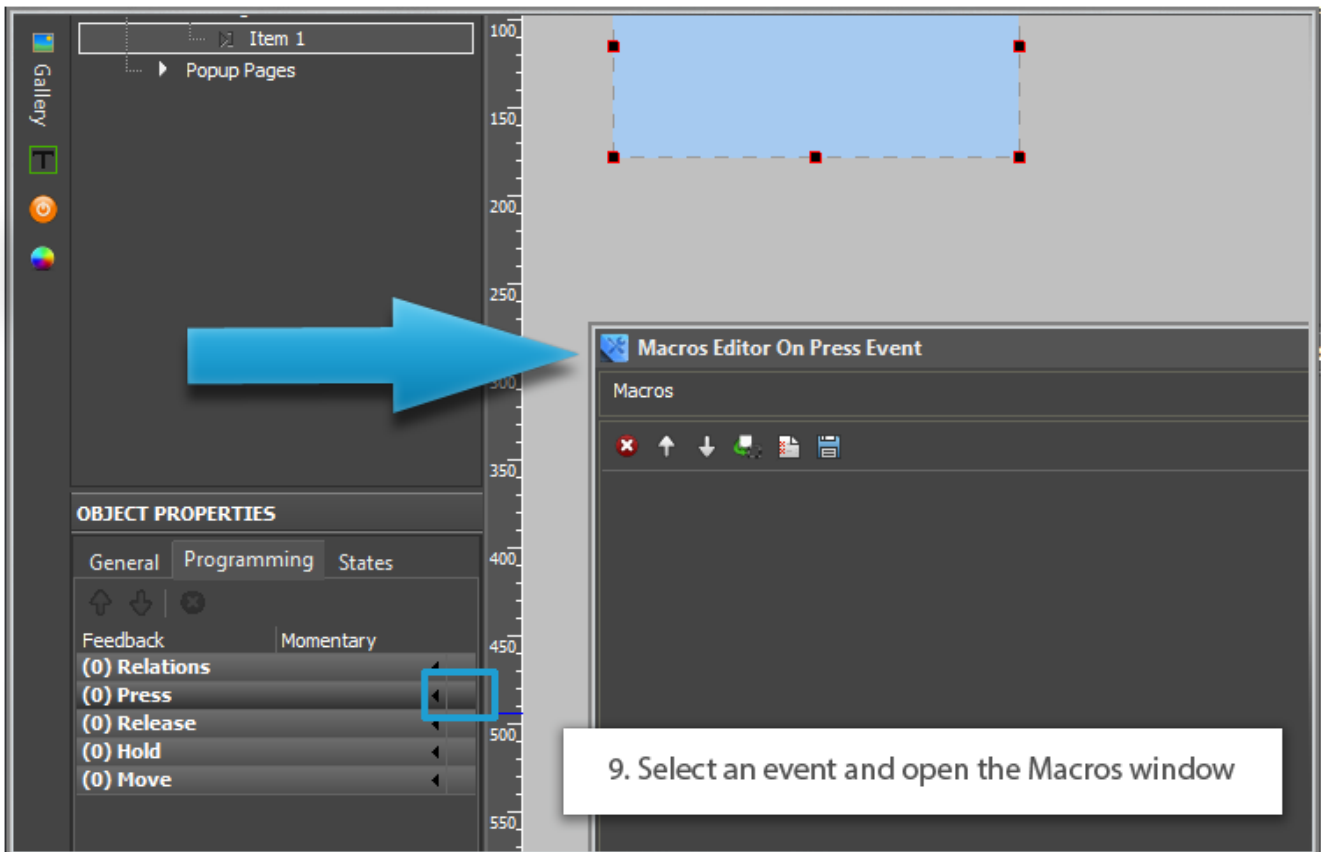 Item 1
Popup Pages
Gallery
T
100
150
200
250
300
350
400
450
500
550
Macros Editor On Press Event
Macros
OBJECT PROPERTIES
General Programming States
Feedback Momentary
(0) Relations
(0) Press
(0) Release
(0) Hold
(0) Move
9. Select an event and open the Macros window